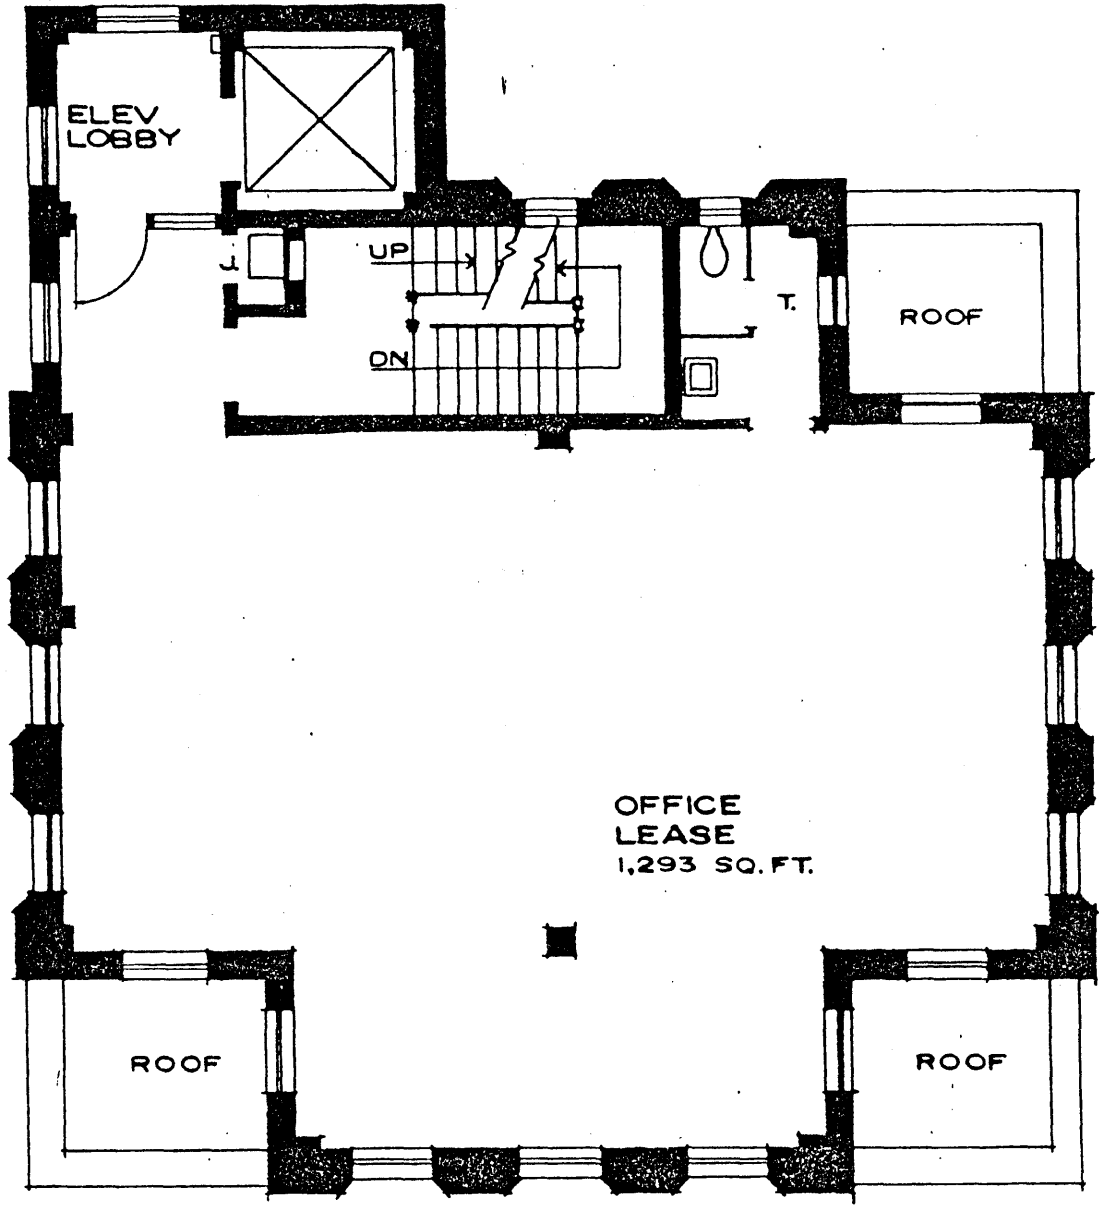 ELEV
LOBBY
UP
DN
T.
ROOF
OFFICE
LEASE
1,293 SQ. FT.
ROOF
ROOF